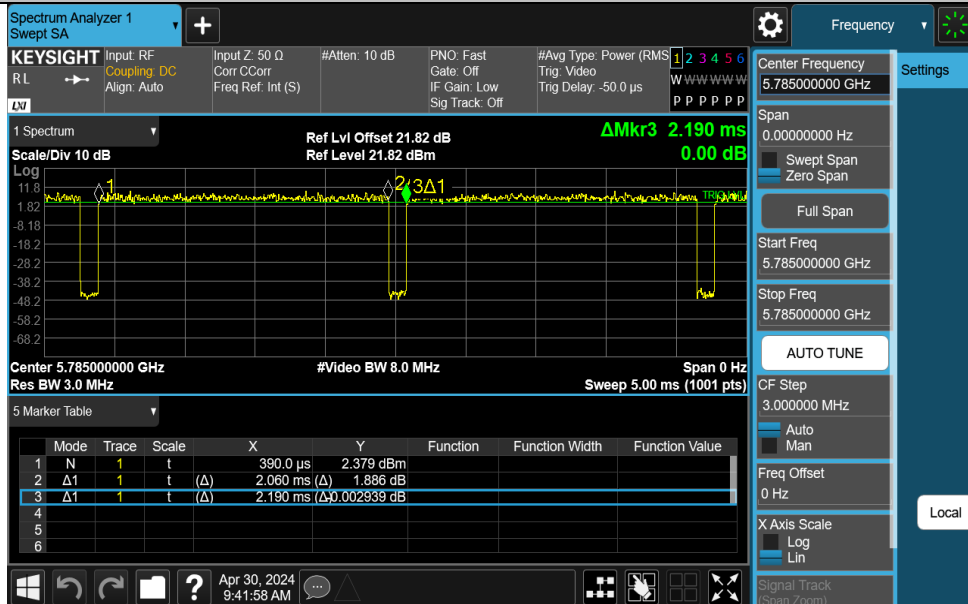 Spectrum Analyzer 1
Swept SA
+
Frequency
KEYSIGHT
RL
LXI
Input: RF
Coupling: DC
Align: Auto
Input Z: 50 Ω
Corr CCorr
Freq Ref: Int (S)
#Atten: 10 dB
PNO: Fast
Gate: Off
IF Gain: Low
Sig Track: Off
#Avg Type: Power (RMS
Trig: Video
Trig Delay: -50.0 µs
1 2 3 4 5 6
W W W W W W
P P P P P P
1 Spectrum
Scale/Div 10 dB
Ref Lvl Offset 21.82 dB
Ref Level 21.82 dBm
ΔMkr3 2.190 ms
0.00 dB
Log
11.8
1.82
-8.18
-18.2
-28.2
-38.2
-48.2
-58.2
-68.2
1
2
3Δ1
TRIG LVL
Center 5.785000000 GHz
#Video BW 8.0 MHz
Span 0 Hz
Res BW 3.0 MHz
Sweep 5.00 ms (1001 pts)
5 Marker Table
Mode Trace Scale X Y Function Function Width Function Value
1 N 1 t 390.0 µs 2.379 dBm
2 Δ1 1 t (Δ) 2.060 ms (Δ) 1.886 dB
3 Δ1 1 t (Δ) 2.190 ms (Δ) -0.002939 dB
4
5
6
?
Apr 30, 2024
9:41:58 AM
Center Frequency
5.785000000 GHz
Settings
Span
0.00000000 Hz
Swept Span
Zero Span
Full Span
Start Freq
5.785000000 GHz
Stop Freq
5.785000000 GHz
AUTO TUNE
CF Step
3.000000 MHz
Auto
Man
Freq Offset
0 Hz
Local
X Axis Scale
Log
Lin
Signal Track
(Span Zoom)